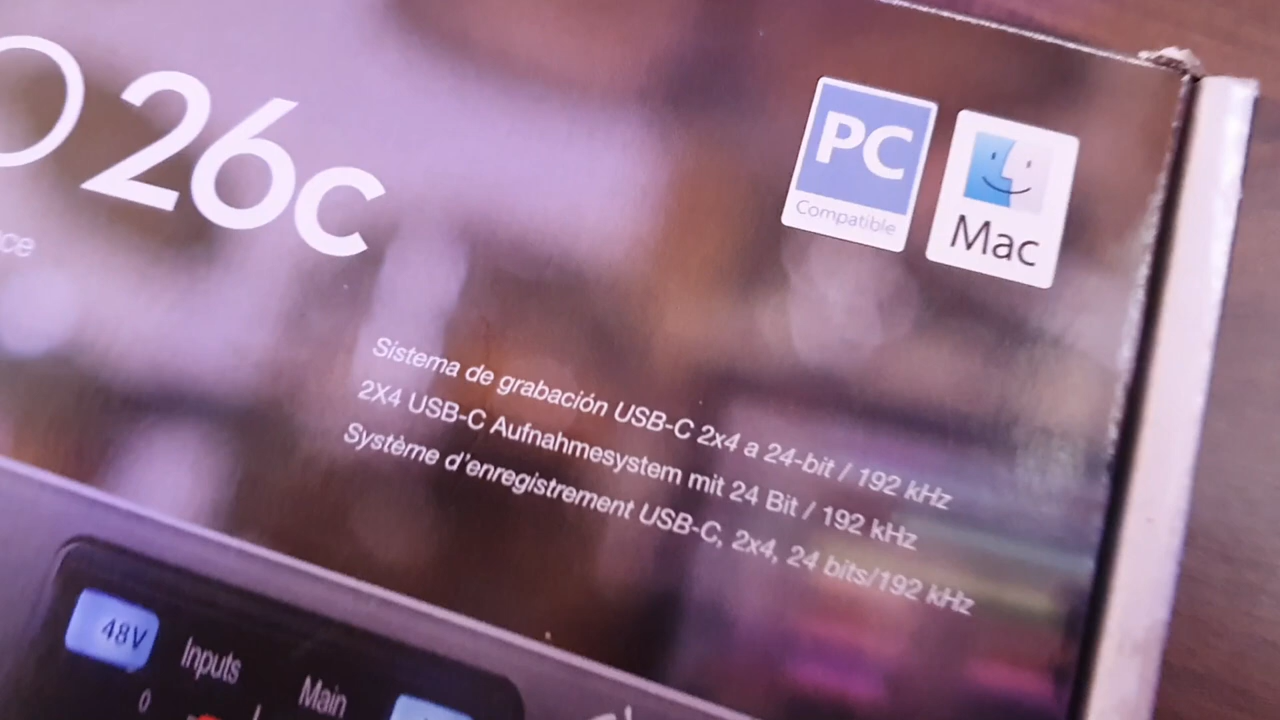 O 26c
PC
Compatible
Mac
Sistema de grabación USB-C 2x4 a 24-bit / 192 kHz
2X4 USB-C Aufnahmesystem mit 24 Bit / 192 kHz
Système d'enregistrement USB-C, 2x4, 24 bits/192 kHz
48V
Inputs
Main
0